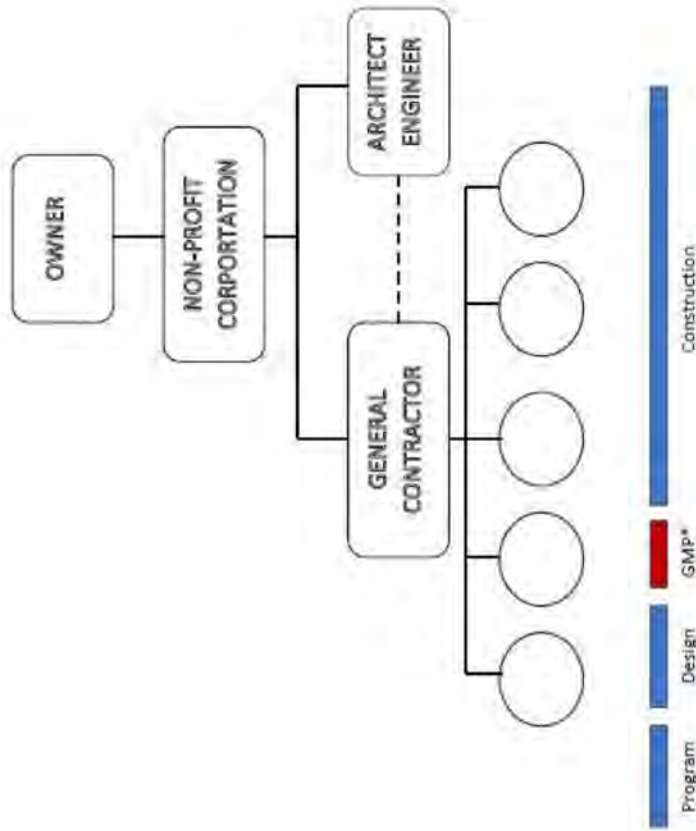 OWNER
NON-PROFIT
CORPORTATION
GENERAL
CONTRACTOR
ARCHITECT
ENGINEER
Program
Design
GMP*
Construction